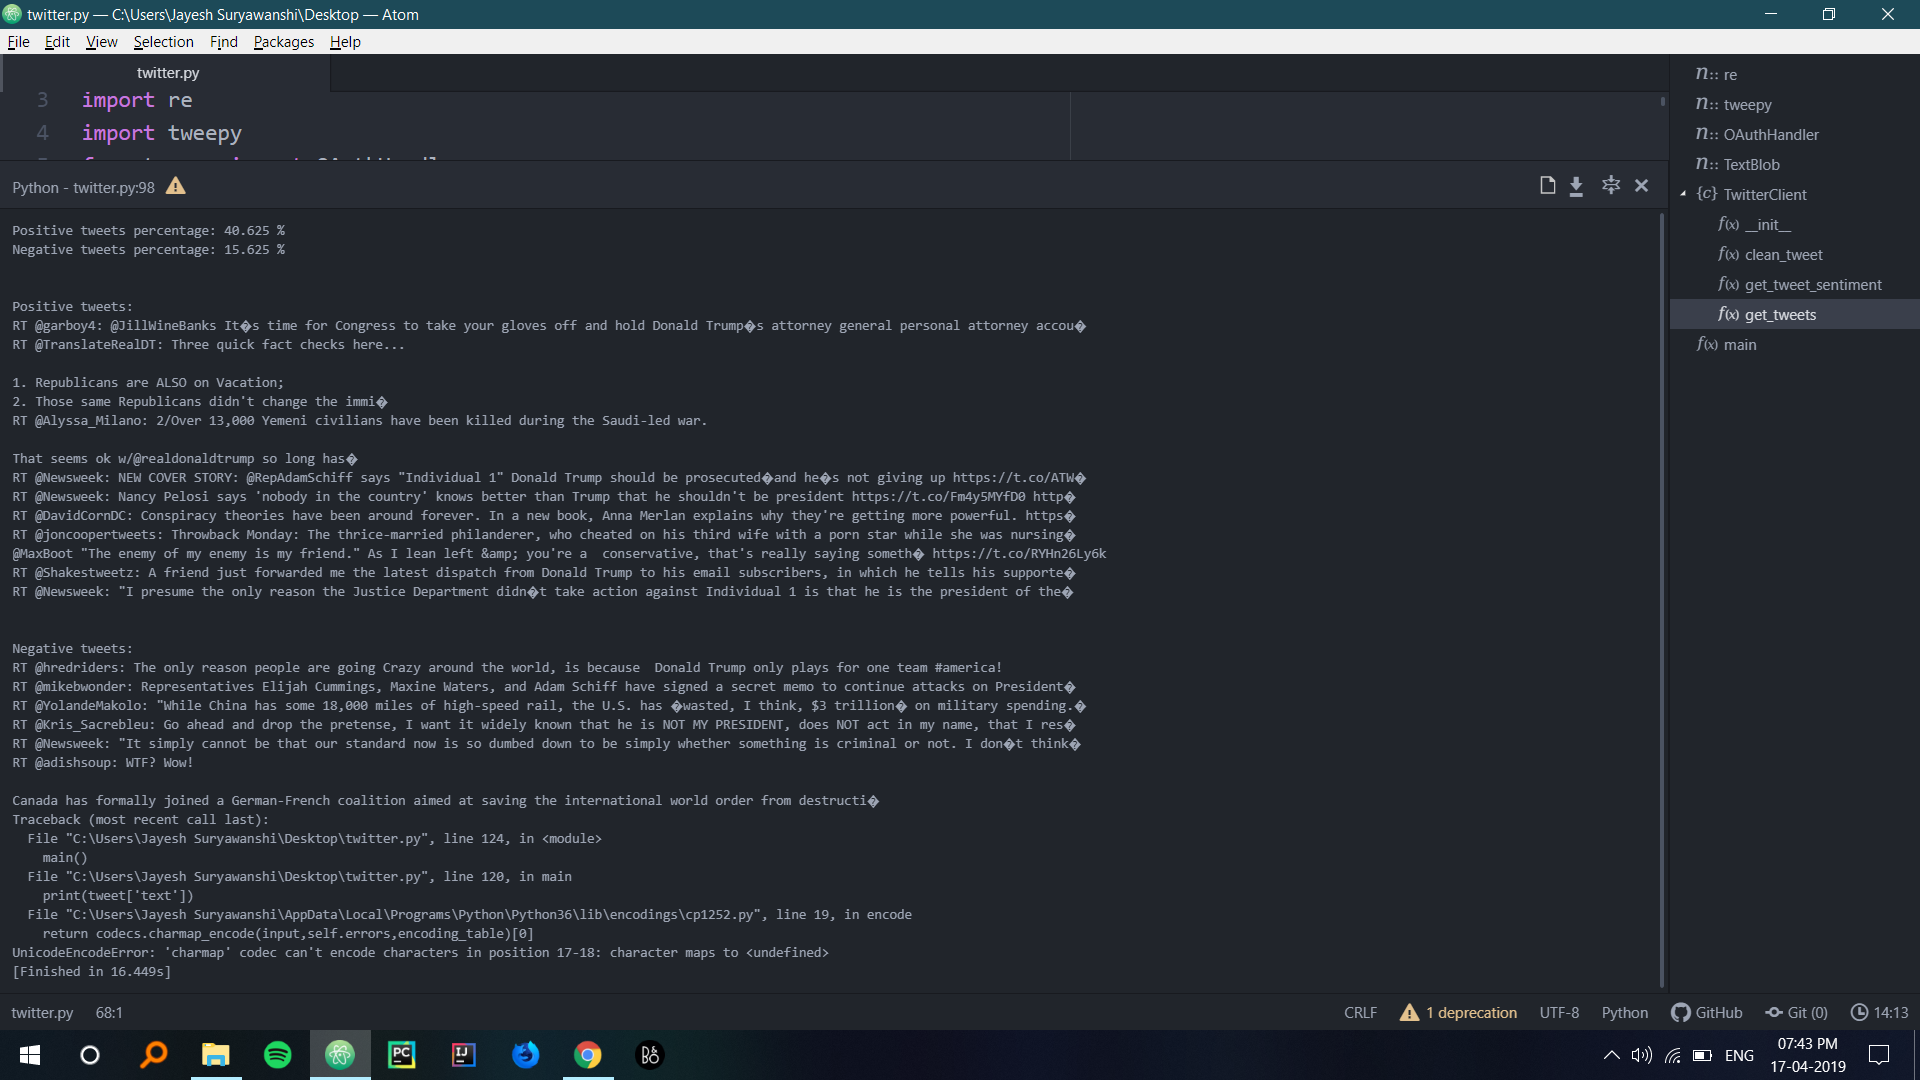 twitter.py — C:\Users\Jayesh Suryawanshi\Desktop — Atom
File Edit View Selection Find Packages Help
twitter.py
3 import re
4 import tweepy
Python - twitter.py:98
Positive tweets percentage: 40.625 %
Negative tweets percentage: 15.625 %
Positive tweets:
RT @garboy4: @JillWineBanks It�s time for Congress to take your gloves off and hold Donald Trump�s attorney general personal attorney accou�
RT @TranslateRealDT: Three quick fact checks here...
1. Republicans are ALSO on Vacation;
2. Those same Republicans didn't change the immi�
RT @Alyssa_Milano: 2/Over 13,000 Yemeni civilians have been killed during the Saudi-led war.
That seems ok w/@realdonaldtrump so long has�
RT @Newsweek: NEW COVER STORY: @RepAdamSchiff says "Individual 1" Donald Trump should be prosecuted�and he�s not giving up https://t.co/ATW�
RT @Newsweek: Nancy Pelosi says 'nobody in the country' knows better than Trump that he shouldn't be president https://t.co/Fm4y5MYfD0 http�
RT @DavidCornDC: Conspiracy theories have been around forever. In a new book, Anna Merlan explains why they're getting more powerful. https�
RT @joncoopertweets: Throwback Monday: The thrice-married philanderer, who cheated on his third wife with a porn star while she was nursing�
@MaxBoot "The enemy of my enemy is my friend." As I lean left &amp; you're a  conservative, that's really saying someth� https://t.co/RYHn26Ly6k
RT @Shakestweetz: A friend just forwarded me the latest dispatch from Donald Trump to his email subscribers, in which he tells his supporte�
RT @Newsweek: "I presume the only reason the Justice Department didn�t take action against Individual 1 is that he is the president of the�
Negative tweets:
RT @hredriders: The only reason people are going Crazy around the world, is because  Donald Trump only plays for one team #america!
RT @mikebwonder: Representatives Elijah Cummings, Maxine Waters, and Adam Schiff have signed a secret memo to continue attacks on President�
RT @YolandeMakolo: "While China has some 18,000 miles of high-speed rail, the U.S. has �wasted, I think, $3 trillion� on military spending.�
RT @Kris_Sacrebleu: Go ahead and drop the pretense, I want it widely known that he is NOT MY PRESIDENT, does NOT act in my name, that I res�
RT @Newsweek: "It simply cannot be that our standard now is so dumbed down to be simply whether something is criminal or not. I don�t think�
RT @adishsoup: WTF? Wow!
Canada has formally joined a German-French coalition aimed at saving the international world order from destructi�
Traceback (most recent call last):
File "C:\Users\Jayesh Suryawanshi\Desktop\twitter.py", line 124, in <module>
main()
File "C:\Users\Jayesh Suryawanshi\Desktop\twitter.py", line 120, in main
print(tweet['text'])
File "C:\Users\Jayesh Suryawanshi\AppData\Local\Programs\Python\Python36\lib\encodings\cp1252.py", line 19, in encode
return codecs.charmap_encode(input,self.errors,encoding_table)[0]
UnicodeEncodeError: 'charmap' codec can't encode characters in position 17-18: character maps to <undefined>
[Finished in 16.449s]
n:: re
n:: tweepy
n:: OAuthHandler
n:: TextBlob
{c} TwitterClient
f(x) __init__
f(x) clean_tweet
f(x) get_tweet_sentiment
f(x) get_tweets
f(x) main
twitter.py 68:1 CRLF 1 deprecation UTF-8 Python GitHub Git (0) 14:13
PC IJ B&O ENG 07:43 PM
17-04-2019